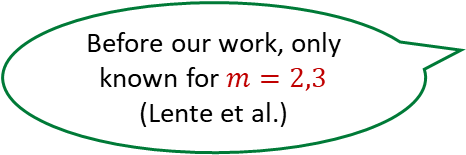 Before our work, only
known for m = 2,3
(Lente et al.)